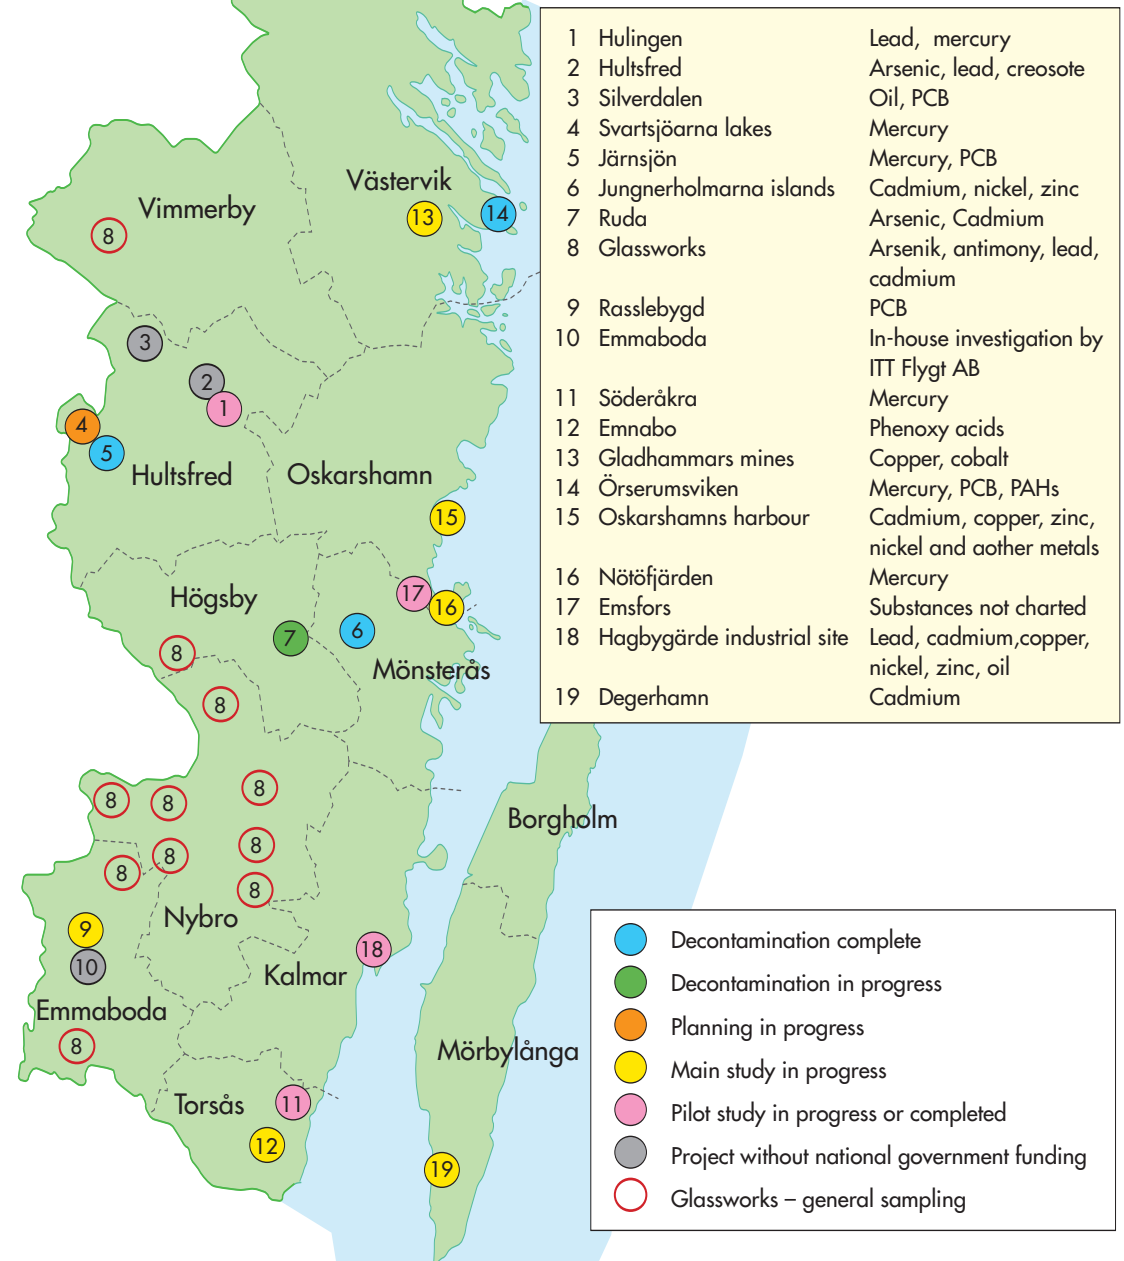 1 Hulingen Lead, mercury
2 Hultsfred Arsenic, lead, creosote
3 Silverdalen Oil, PCB
4 Svartsjöarna lakes Mercury
5 Järnsjön Mercury, PCB
6 Jungnerholmarna islands Cadmium, nickel, zinc
7 Ruda Arsenic, Cadmium
8 Glassworks Arsenik, antimony, lead,
cadmium
9 Rasslebygd PCB
10 Emmaboda In-house investigation by
ITT Flygt AB
11 Söderåkra Mercury
12 Emnabo Phenoxy acids
13 Gladhammars mines Copper, cobalt
14 Örserumsviken Mercury, PCB, PAHs
15 Oskarshamns harbour Cadmium, copper, zinc,
nickel and aother metals
16 Nötöfjärden Mercury
17 Emsfors Substances not charted
18 Hagbygärde industrial site Lead, cadmium,copper,
nickel, zinc, oil
19 Degerhamn Cadmium
Västervik
Vimmerby
13
14
8
3
2
1
4
5
Hultsfred
Oskarshamn
15
Högsby
17
16
7
6
8
Mönsterås
8
8
8
8
Borgholm
8
8
8
8
Nybro
9
18
10
Kalmar
Emmaboda
8
Mörbylånga
Torsås
11
12
19
Decontamination complete
Decontamination in progress
Planning in progress
Main study in progress
Pilot study in progress or completed
Project without national government funding
Glassworks – general sampling